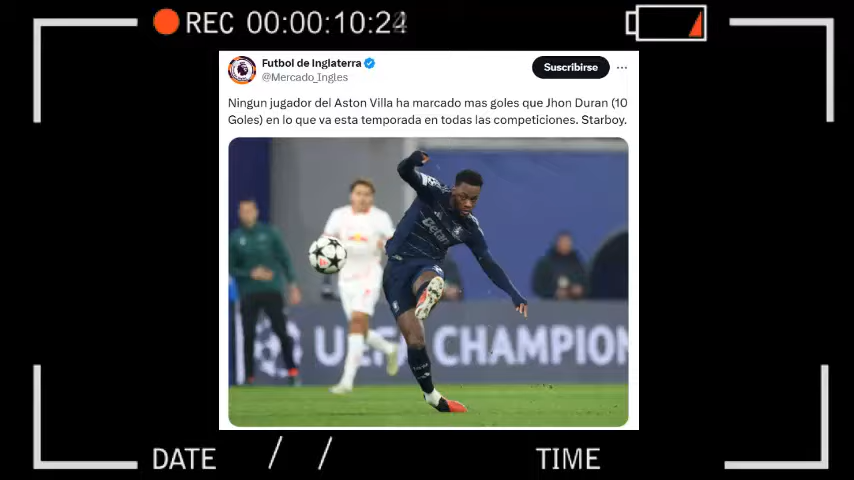 REC 00:00:10:24
Futbol de Inglaterra
@Mercado_Ingles
Suscribirse
Ningun jugador del Aston Villa ha marcado mas goles que Jhon Duran (10
Goles) en lo que va esta temporada en todas las competiciones. Starboy.
Betano
UEFA CHAMPION
DATE / / TIME